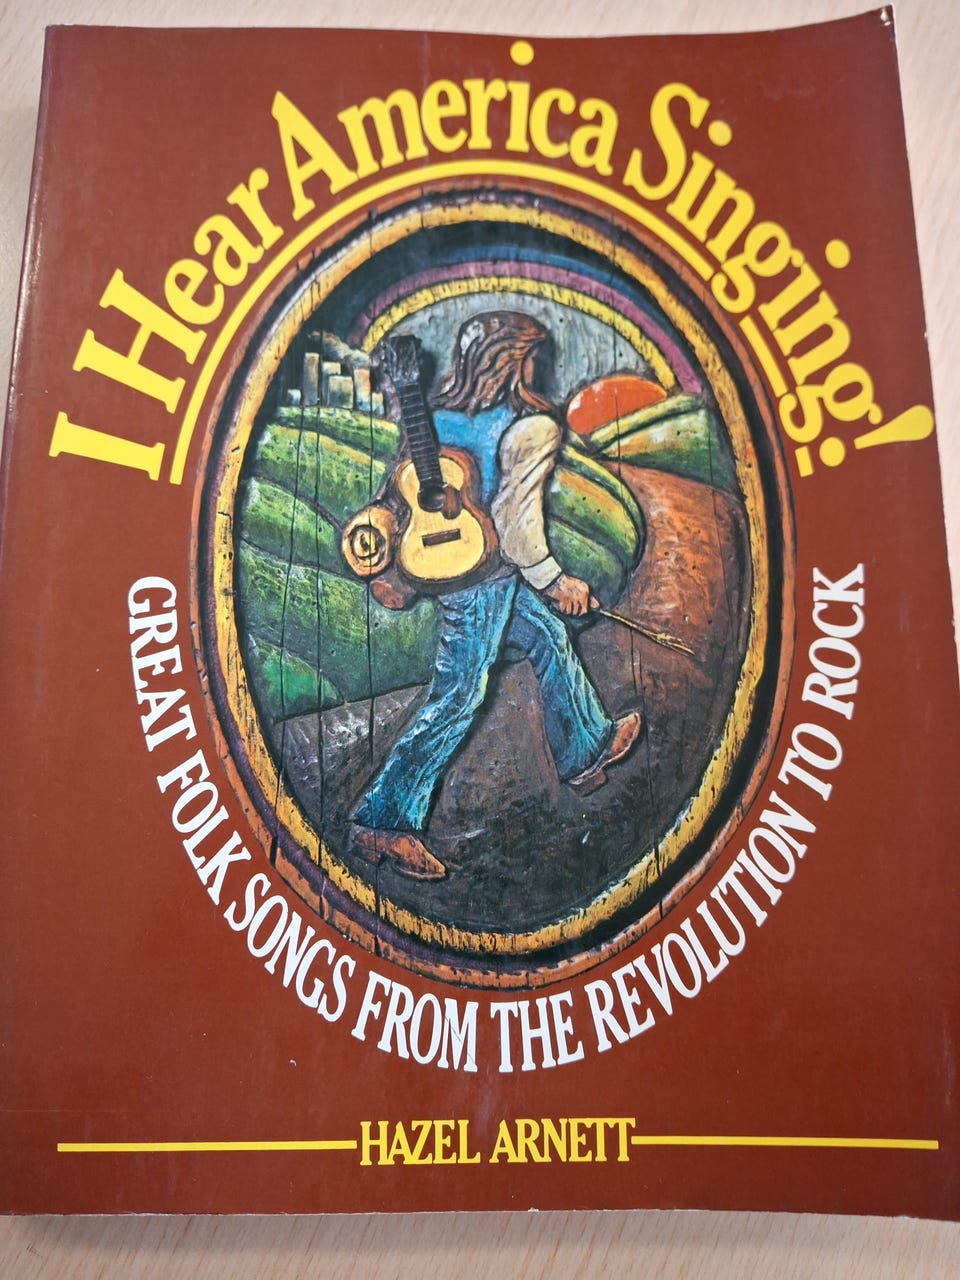 I Hear America Singing!
GREAT FOLK SONGS FROM THE REVOLUTION TO ROCK
HAZEL ARNETT